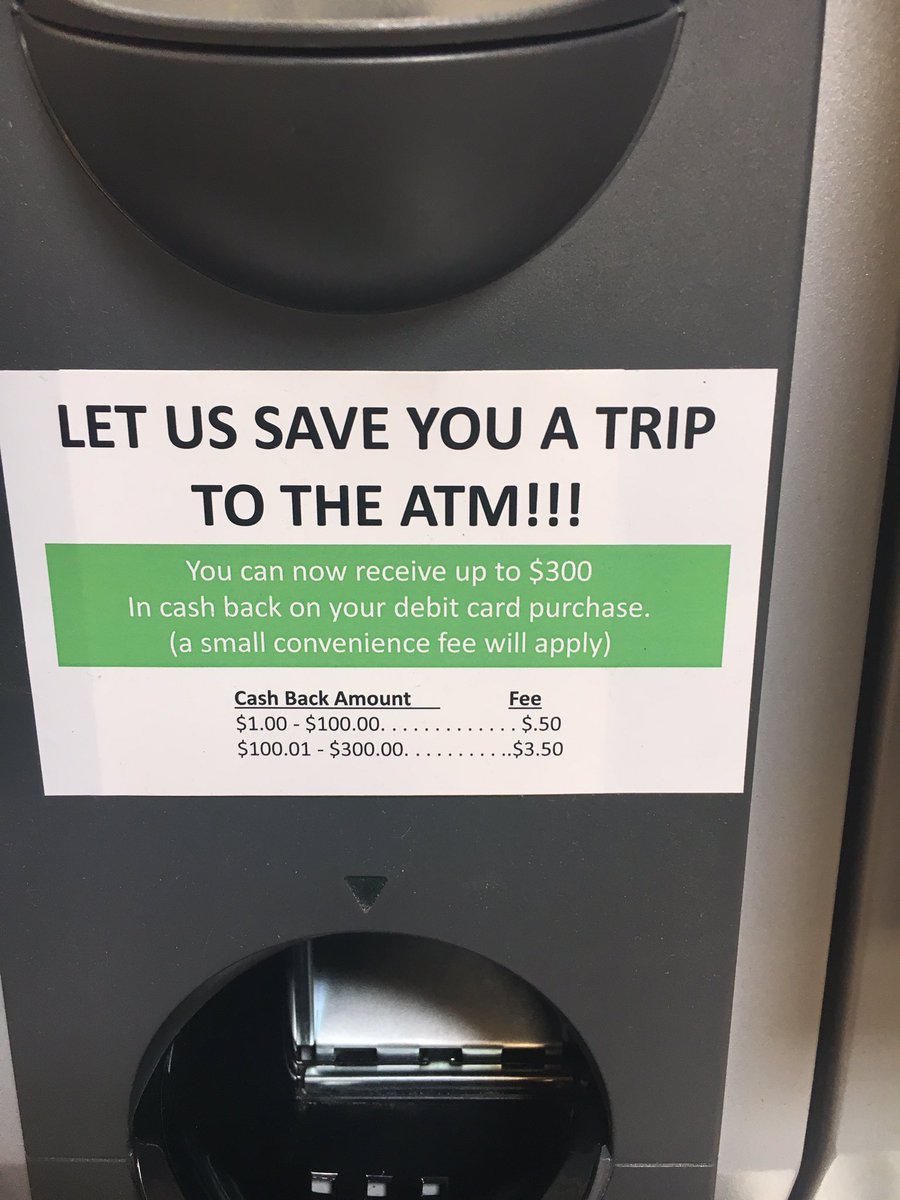 LET US SAVE YOU A TRIP
TO THE ATM!!!
You can now receive up to $300
In cash back on your debit card purchase.
(a small convenience fee will apply)
Cash Back Amount Fee
$1.00 - $100.00. . . . . . . . . . . . . $.50
$100.01 - $300.00. . . . . . . . . ..$3.50